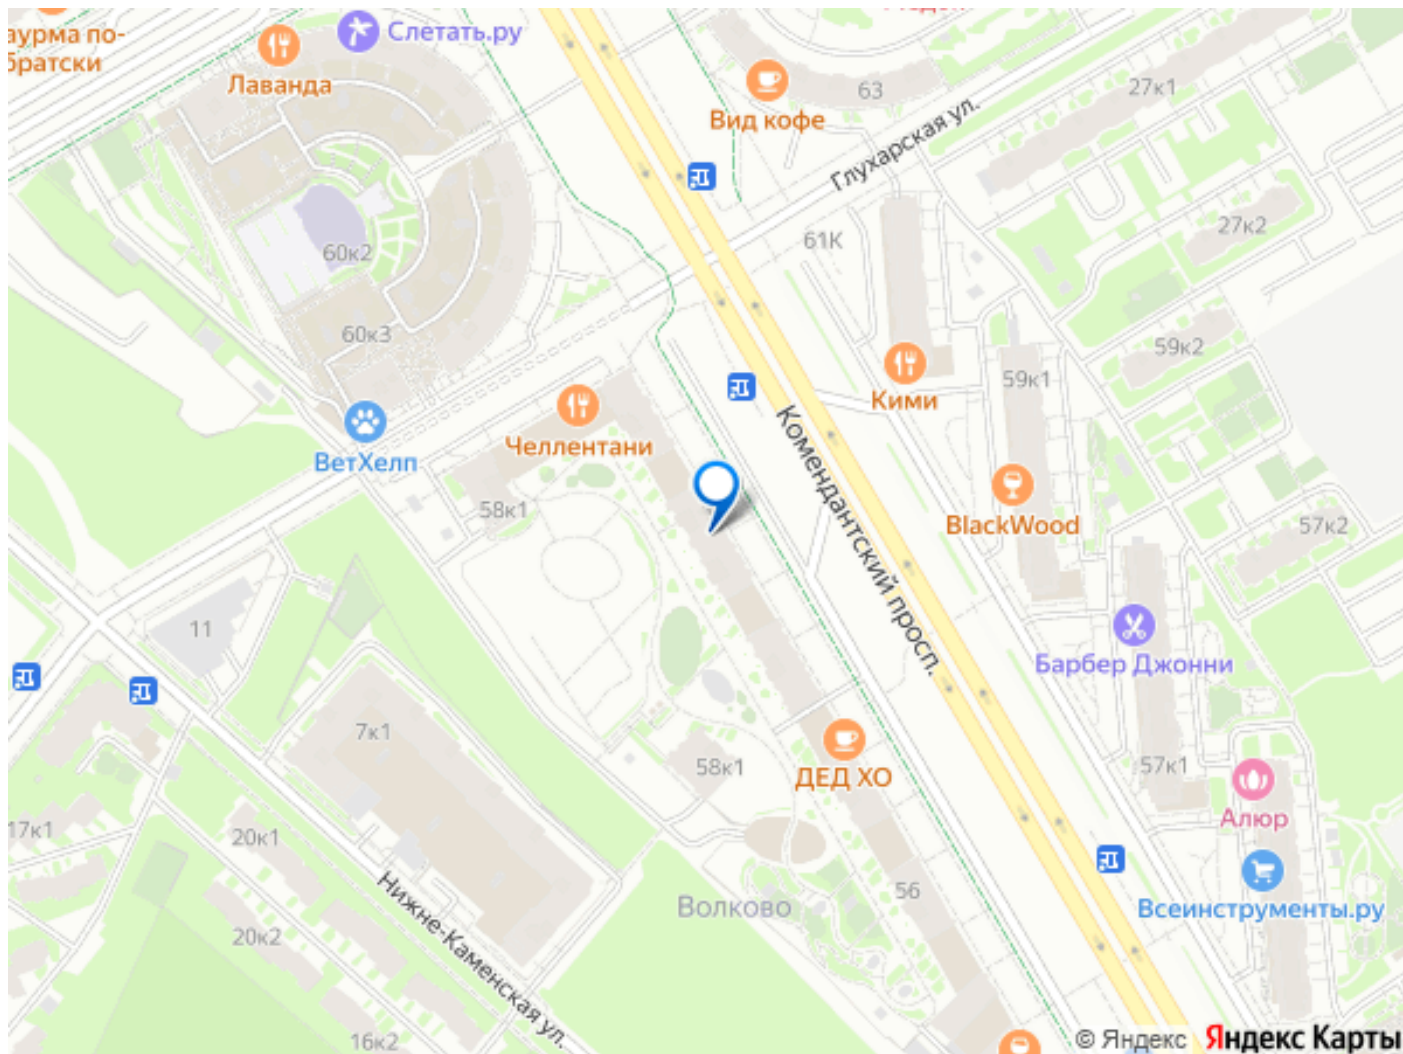 аурма по-
братски
Лаванда
Слетать.ру
Вид кофе
63
27к1
Глухарская ул.
27к2
61К
60к2
60к3
59к2
59к1
Кими
Челлентани
ВетХелп
58к1
Комендантский просп.
BlackWood
57к2
11
Барбер Джонни
7к1
58к1
ДЕД ХО
57к1
Алюр
17к1
20к1
Нижне-Каменская ул.
Волково
56
Всеинструменты.ру
20к2
16к2
© Яндекс Яндекс Карты